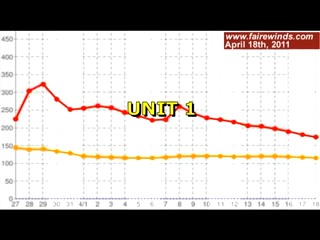 www.fairewinds.com
April 18th, 2011
450
400
350
300
250
UNIT 1
200
150
100
50
0
27 28 29 30 31 4/1 2 3 4 5 6 7 8 9 10 11 12 13 14 15 16 17 18